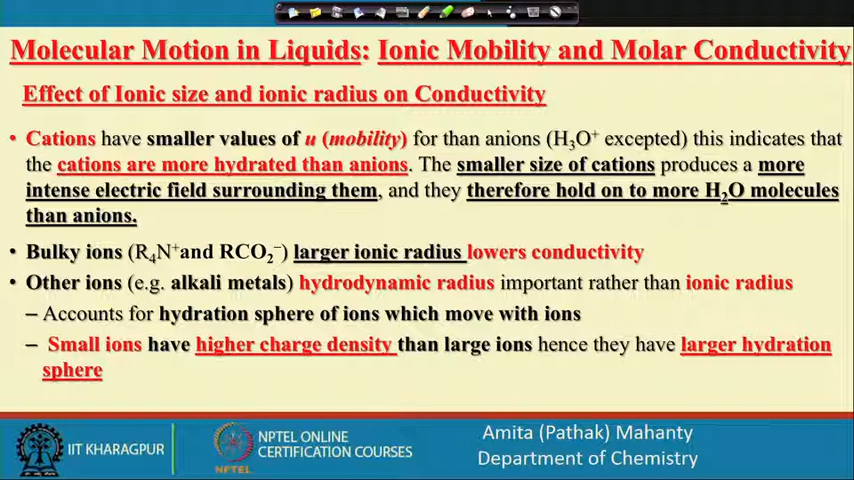 Molecular Motion in Liquids: Ionic Mobility and Molar Conductivity
Effect of Ionic size and ionic radius on Conductivity
• Cations have smaller values of u (mobility) for than anions (H₃O⁺ excepted) this indicates that
the cations are more hydrated than anions. The smaller size of cations produces a more
intense electric field surrounding them, and they therefore hold on to more H₂O molecules
than anions.
• Bulky ions (R₄N⁺and RCO₂⁻) larger ionic radius lowers conductivity
• Other ions (e.g. alkali metals) hydrodynamic radius important rather than ionic radius
– Accounts for hydration sphere of ions which move with ions
– Small ions have higher charge density than large ions hence they have larger hydration
sphere
IIT KHARAGPUR
NPTEL
NPTEL ONLINE
CERTIFICATION COURSES
Amita (Pathak) Mahanty
Department of Chemistry